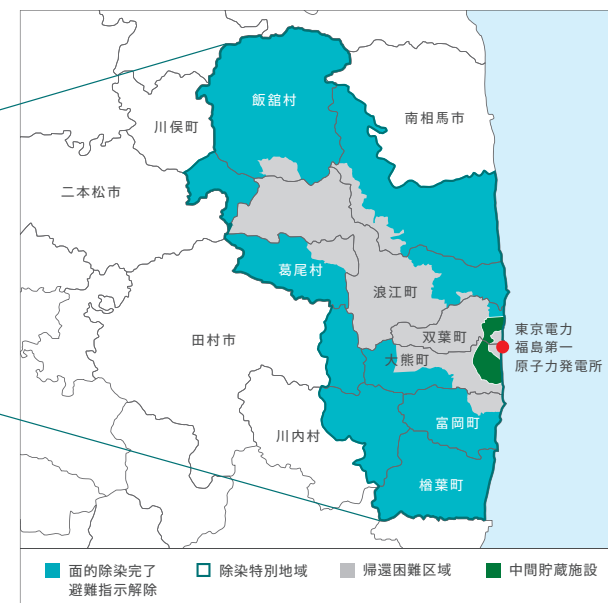 飯舘村
南相馬市
川俣町
二本松市
葛尾村
浪江町
双葉町
東京電力
福島第一
原子力発電所
田村市
大熊町
富岡町
川内村
楢葉町
面的除染完了
避難指示解除
除染特別地域
帰還困難区域
中間貯蔵施設